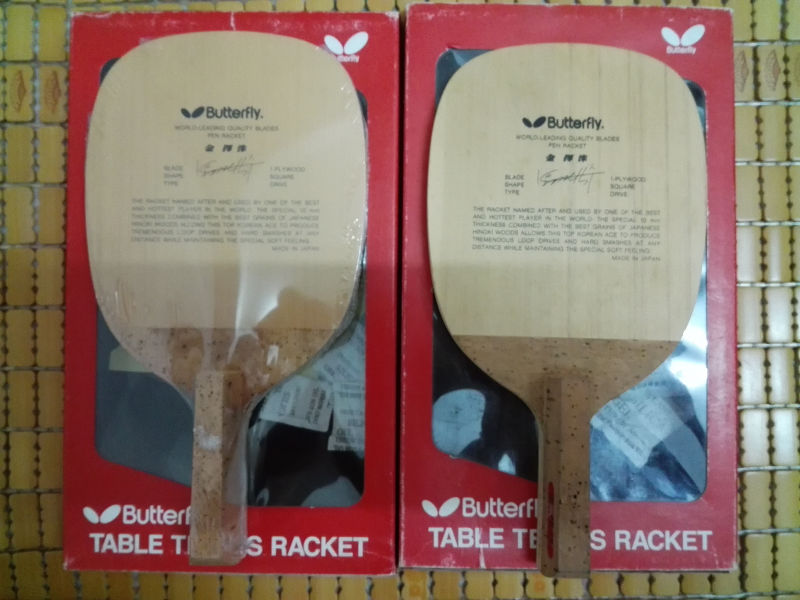 Butterfly
Butterfly.
WORLD-LEADING QUALITY BLADES
PEN RACKET
金擇洙
BLADE 1-PLYWOOD
SHAPE SQUARE
TYPE DRIVE
THE RACKET NAMED AFTER AND USED BY ONE OF THE BEST
AND HOTTEST PLAYER IN THE WORLD. THE SPECIAL 10 mm
THICKNESS COMBINED WITH THE BEST GRAINS OF JAPANESE
HINOKI WOODS ALLOWS THIS TOP KOREAN ACE TO PRODUCE
TREMENDOUS LOOP DRIVES AND HARD SMASHES AT ANY
DISTANCE WHILE MAINTAINING THE SPECIAL SOFT FEELING.
MADE IN JAPAN
Butterf
TABLE TE S RACKET
Butterfly
Butterfly.
WORLD-LEADING QUALITY BLADES
PEN RACKET
金擇洙
BLADE 1-PLYWOOD
SHAPE SQUARE
TYPE DRIVE
THE RACKET NAMED AFTER AND USED BY ONE OF THE BEST
AND HOTTEST PLAYER IN THE WORLD. THE SPECIAL 10 mm
THICKNESS COMBINED WITH THE BEST GRAINS OF JAPANESE
HINOKI WOODS ALLOWS THIS TOP KOREAN ACE TO PRODUCE
TREMENDOUS LOOP DRIVES AND HARD SMASHES AT ANY
DISTANCE WHILE MAINTAINING THE SPECIAL SOFT FEELING.
MADE IN JAPAN
Butterfly
TABLE TEN S RACKET